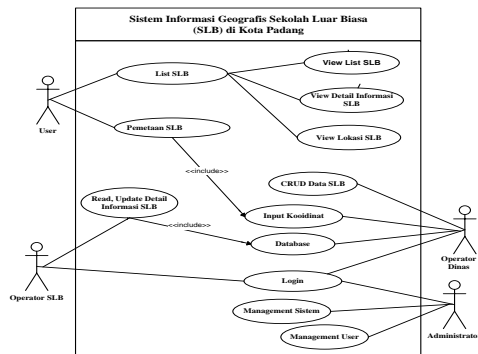 Sistem Informasi Geografis Sekolah Luar Biasa
(SLB) di Kota Padang
View List SLB
List SLB
View Detail Informasi
SLB
User
Pemetaan SLB
View Lokasi SLB
<<include>>
CRUD Data SLB
Read, Update Detail
Informasi SLB
Input Kooidinat
<<include>>
Database
Operator
Dinas
Login
Operator SLB
Management Sistem
Administrato
Management User